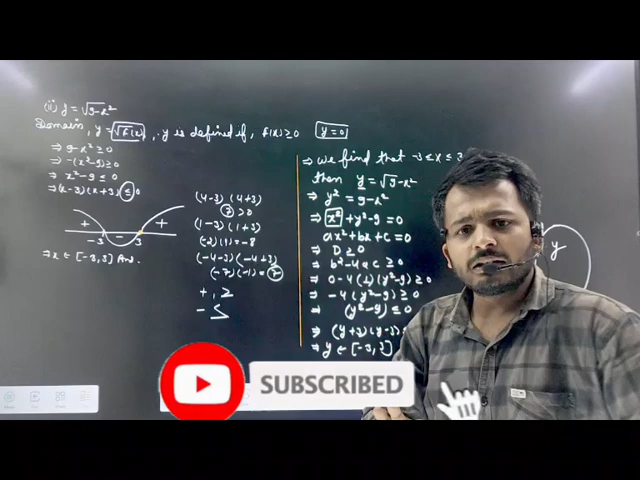 (ii) y = √9-x²
Domain, y = √f(x), y is defined if, f(x) ≥ 0 y=0
⇒ 9-x² ≥ 0
⇒ -(x²-9) ≥ 0
⇒ x²-9 ≤ 0
⇒ (x-3)(x+3) ≤ 0
+ - +
-3 3
⇒ x ∈ [-3,3] Ans.
(4-3) (4+3)
7 > 0
(1-3) (1+3)
(-2) (4) = -8
(-4-3) (-4+3)
(-7)(-1) = 7
+, ≥
- ≤
⇒ we find that -3 ≤ x ≤ 3
then y = √9-x²
⇒ y² = 9-x²
⇒ x² + y²-9 = 0
ax²+bx+c = 0
⇒ D ≥ 0
⇒ b²-4ac ≥ 0
⇒ 0-4(1)(y²-9) ≥ 0
⇒ -4(y²-9) ≥ 0
⇒ (y²-9) ≤ 0
⇒ (y+3)(y-3) ≤
⇒ y ∈ [-3,3]
y
SUBSCRIBED